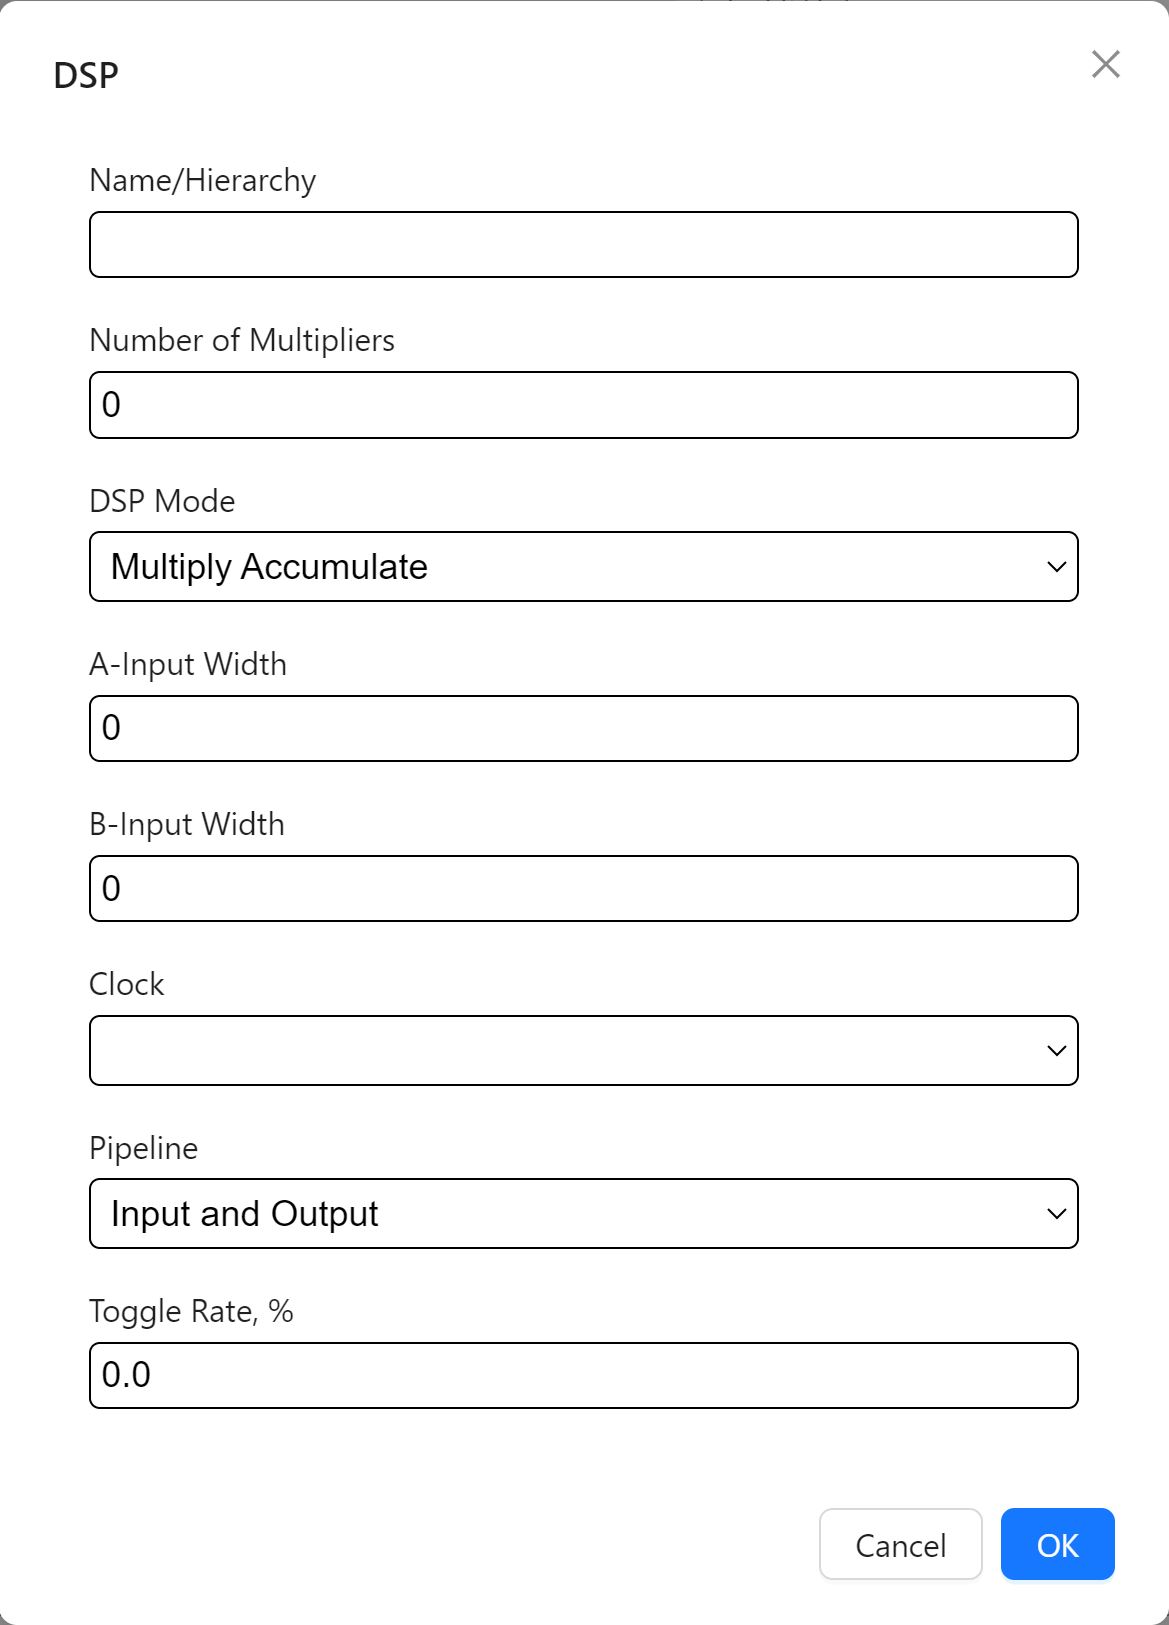 DSP
Name/Hierarchy
Number of Multipliers
0
DSP Mode
Multiply Accumulate
A-Input Width
0
B-Input Width
0
Clock
Pipeline
Input and Output
Toggle Rate, %
0.0
Cancel
OK